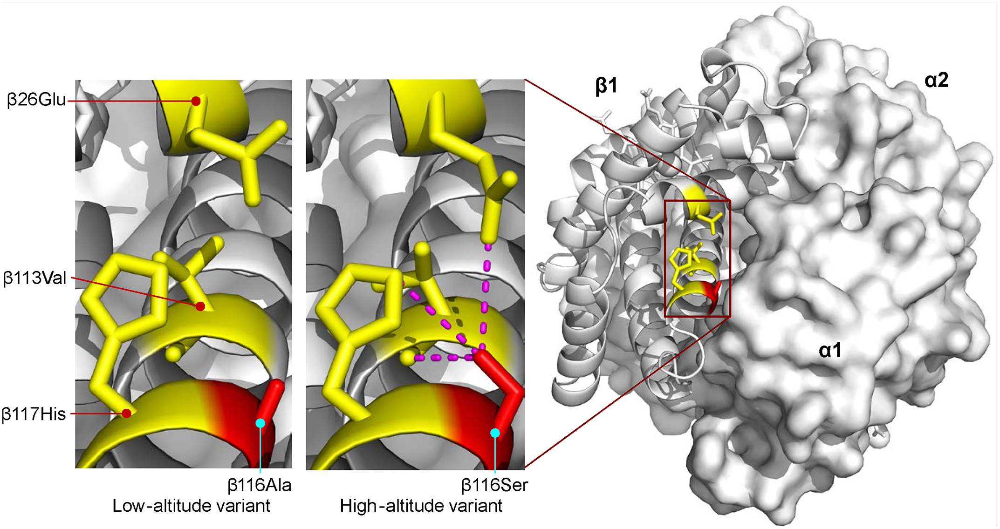 β1
α2
β26Glu
β113Val
α1
β117His
β116Ala
β116Ser
Low-altitude variant
High-altitude variant